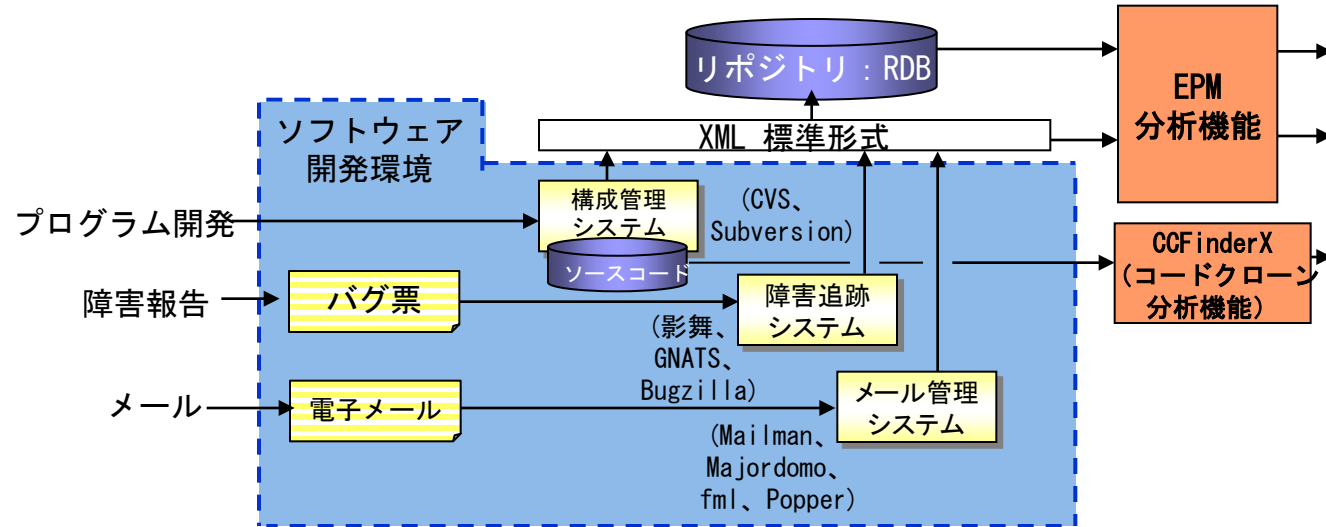 リポジトリ：RDB
EPM
分析機能
ソフトウェア
開発環境
XML 標準形式
プログラム開発
構成管理
システム
(CVS、
Subversion)
ソースコード
CCFinderX
(コードクローン
分析機能)
障害報告
バグ票
障害追跡
システム
(影舞、
GNATS、
Bugzilla)
メール
電子メール
メール管理
システム
(Mailman、
Majordomo、
fml、Popper)